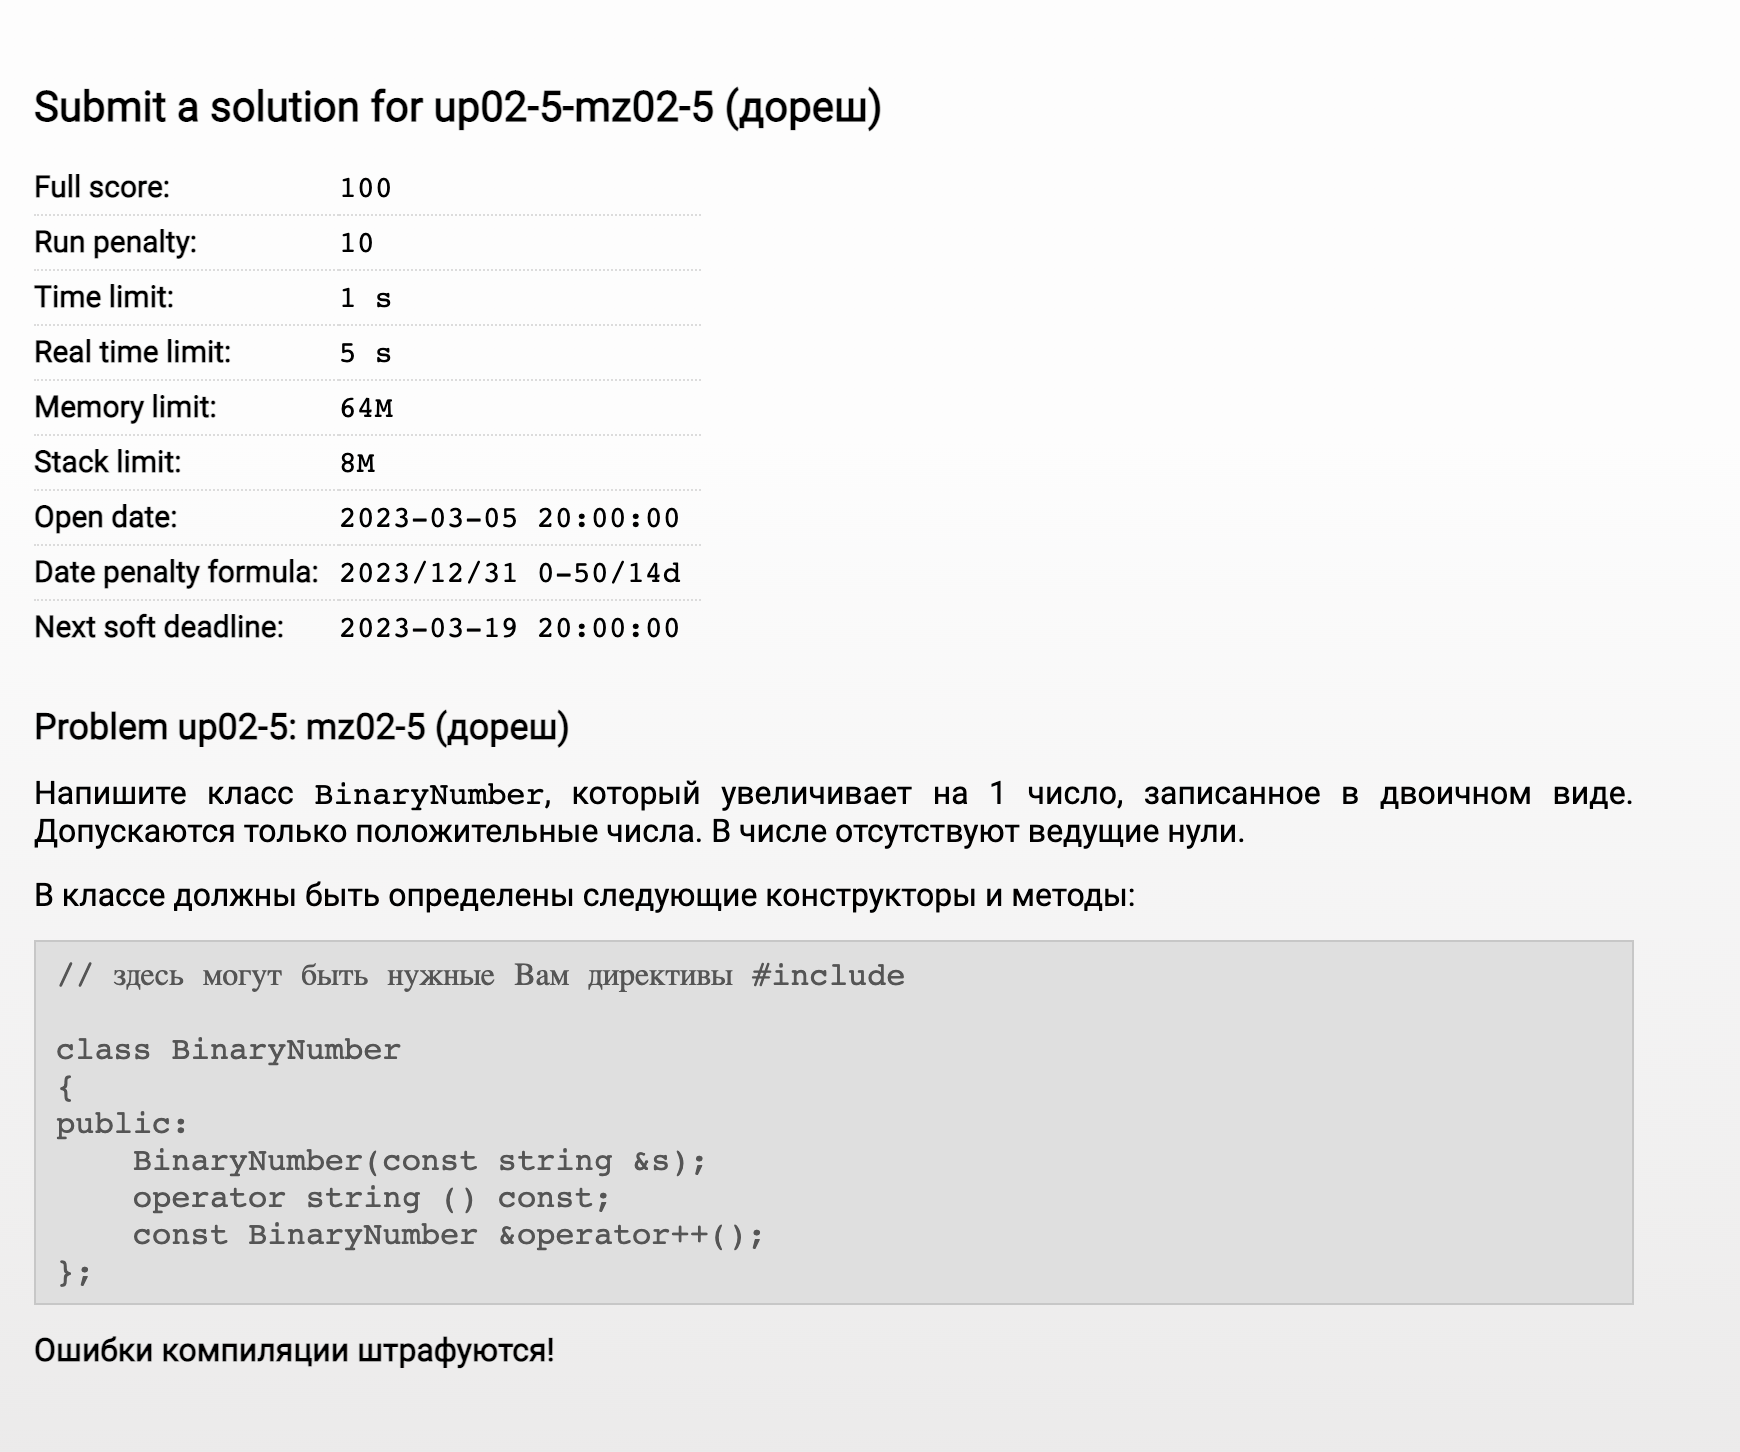 Submit a solution for up02-5-mz02-5 (дореш)
Full score: 100
Run penalty: 10
Time limit: 1 s
Real time limit: 5 s
Memory limit: 64M
Stack limit: 8M
Open date: 2023-03-05 20:00:00
Date penalty formula: 2023/12/31 0-50/14d
Next soft deadline: 2023-03-19 20:00:00
Problem up02-5: mz02-5 (дореш)
Напишите класс BinaryNumber, который увеличивает на 1 число, записанное в двоичном виде.
Допускаются только положительные числа. В числе отсутствуют ведущие нули.
В классе должны быть определены следующие конструкторы и методы:
// здесь могут быть нужные Вам директивы #include
class BinaryNumber
{
public:
    BinaryNumber(const string &s);
    operator string () const;
    const BinaryNumber &operator++();
};
Ошибки компиляции штрафуются!